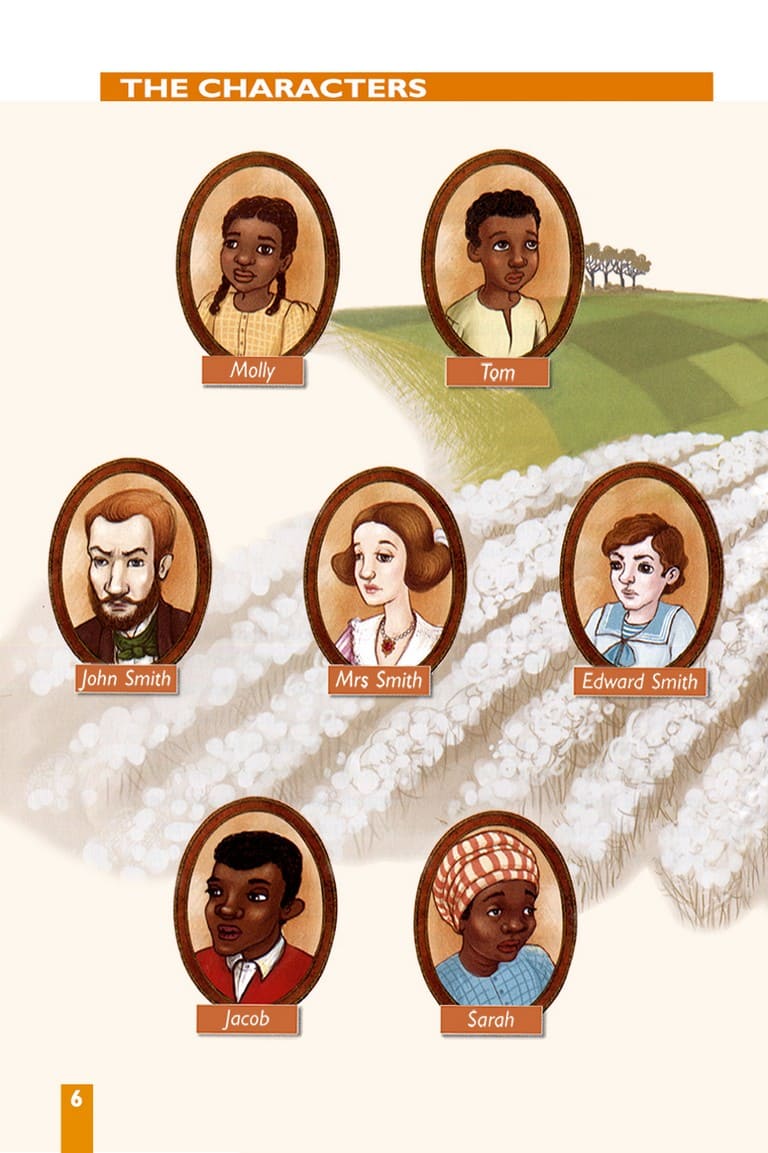 THE CHARACTERS
Molly
Tom
John Smith
Mrs Smith
Edward Smith
Jacob
Sarah
6